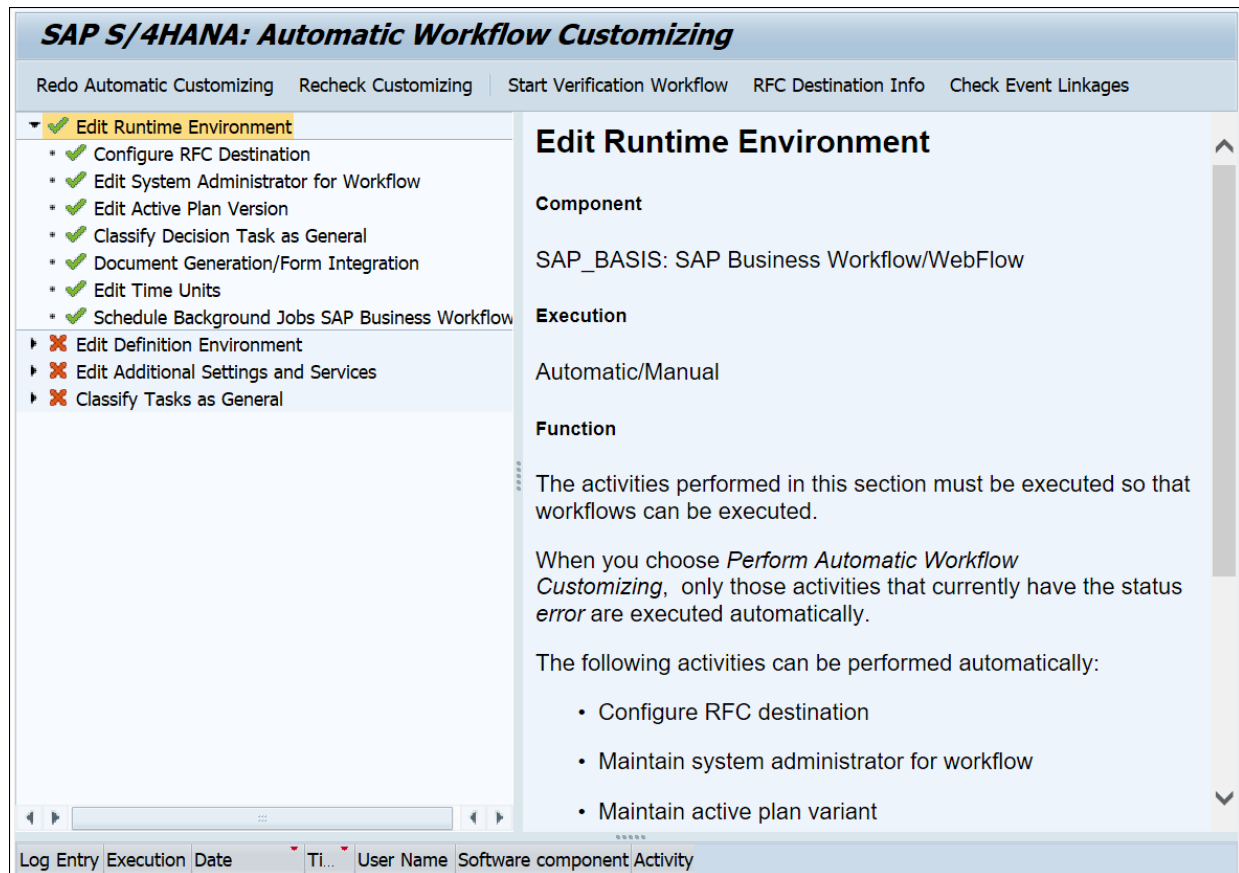 SAP S/4HANA: Automatic Workflow Customizing
Redo Automatic Customizing Recheck Customizing Start Verification Workflow RFC Destination Info Check Event Linkages
Edit Runtime Environment
Configure RFC Destination
Edit System Administrator for Workflow
Edit Active Plan Version
Classify Decision Task as General
Document Generation/Form Integration
Edit Time Units
Schedule Background Jobs SAP Business Workflow
Edit Definition Environment
Edit Additional Settings and Services
Classify Tasks as General
Edit Runtime Environment
Component
SAP_BASIS: SAP Business Workflow/WebFlow
Execution
Automatic/Manual
Function
The activities performed in this section must be executed so that
workflows can be executed.
When you choose Perform Automatic Workflow
Customizing, only those activities that currently have the status
error are executed automatically.
The following activities can be performed automatically:
• Configure RFC destination
• Maintain system administrator for workflow
• Maintain active plan variant
Log Entry Execution Date Ti... User Name Software component Activity